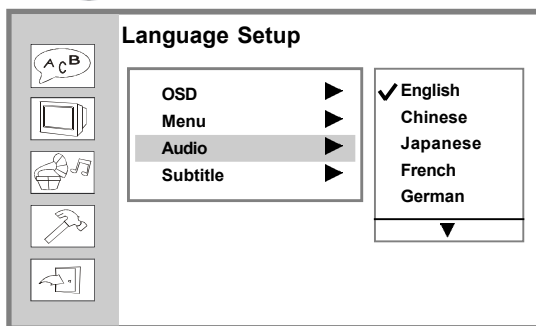 Language Setup
A C B
OSD
Menu
Audio
Subtitle
English
Chinese
Japanese
French
German